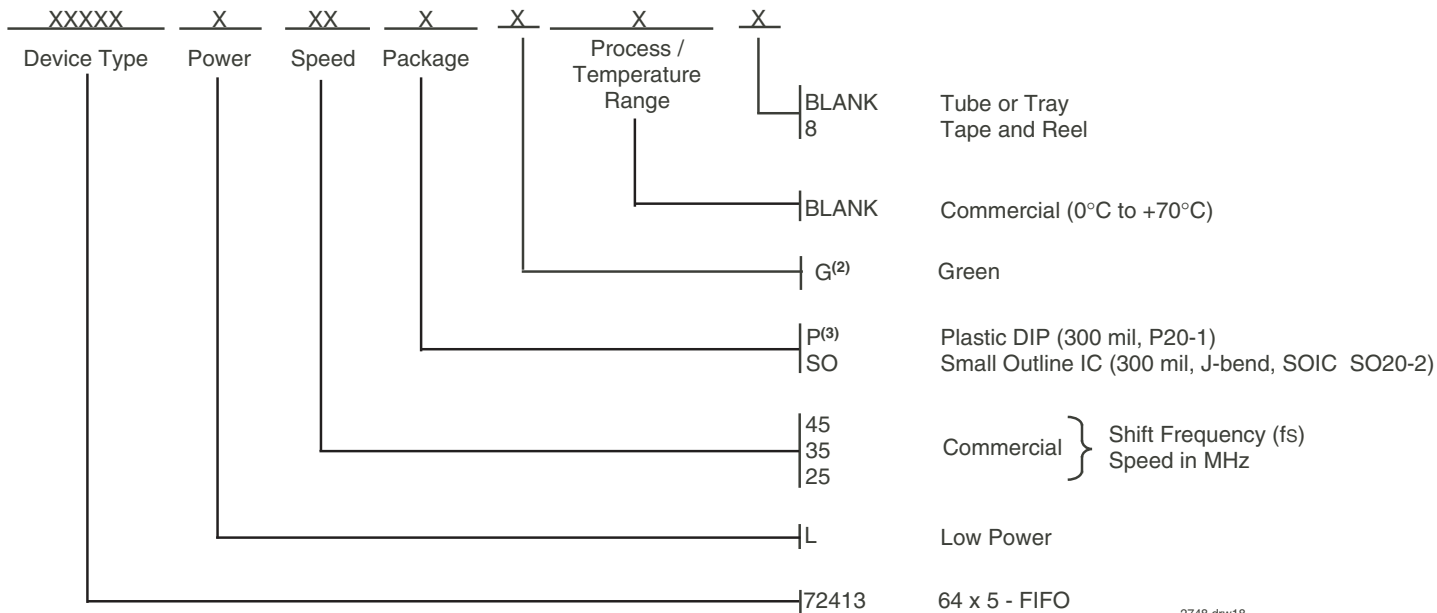 XXXXX X XX X X X X
Device Type Power Speed Package Process /
Temperature
Range
BLANK Tube or Tray
8 Tape and Reel
BLANK Commercial (0°C to +70°C)
G(2) Green
P(3) Plastic DIP (300 mil, P20-1)
SO Small Outline IC (300 mil, J-bend, SOIC SO20-2)
45
35
25
Commercial } Shift Frequency (fs)
Speed in MHz
L Low Power
72413 64 x 5 - FIFO
2748 drw18